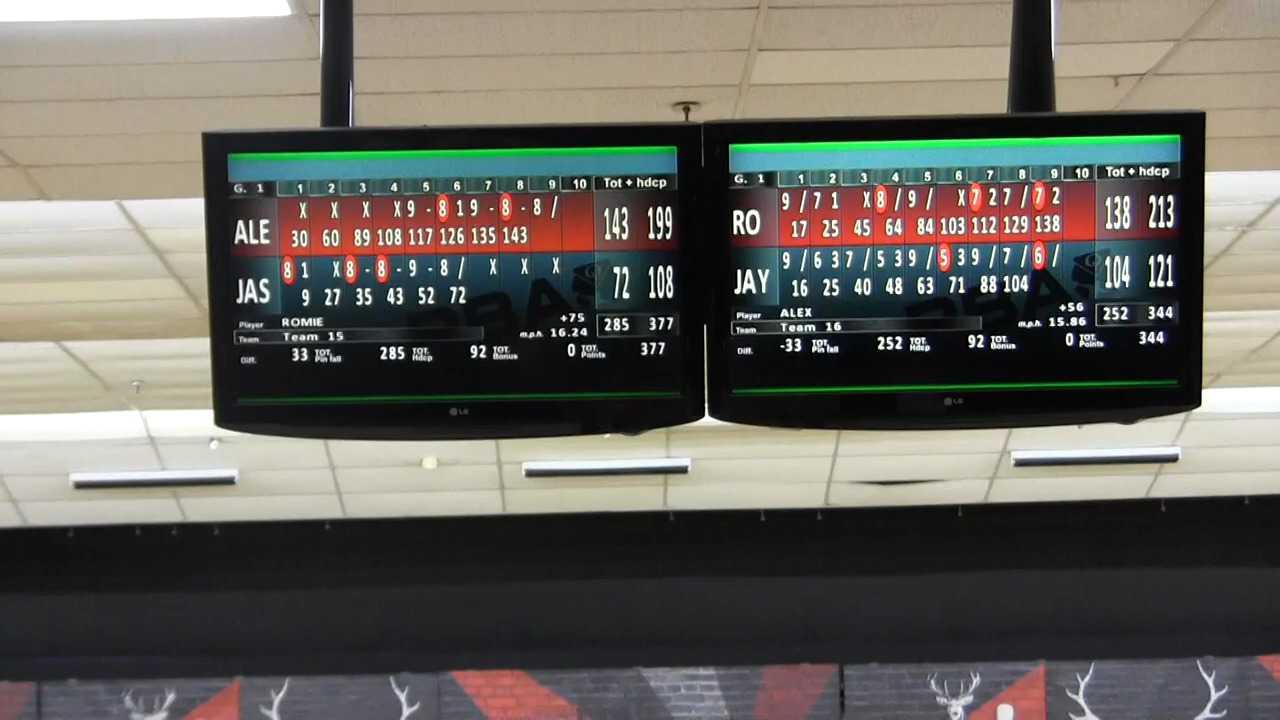 G. 1 1 2 3 4 5 6 7 8 9 10 Tot + hdcp
X X X X 9 - 8 1 9 - 8 - 8 /
ALE 143 199
30 60 89 108 117 126 135 143
8 1 X 8 - 8 - 9 - 8 / X X X
JAS 72 108
9 27 35 43 52 72
Player ROMIE +75
Team Team 15 m.p.h. 16.24 285 377
Diff. 33 TOT. Pin fall 285 TOT. Hdcp 92 TOT. Bonus 0 TOT. Points 377
LG
G. 1 1 2 3 4 5 6 7 8 9 10 Tot + hdcp
9 / 7 1 X 8 / 9 / X 7 2 7 / 7 2
RO 138 213
17 25 45 64 84 103 112 129 138
9 / 6 3 7 / 5 3 9 / 5 3 9 / 7 / 6 /
JAY 104 121
16 25 40 48 63 71 88 104
Player ALEX +56
Team Team 16 m.p.h. 15.86 252 344
Diff. -33 TOT. Pin fall 252 TOT. Hdcp 92 TOT. Bonus 0 TOT. Points 344
LG